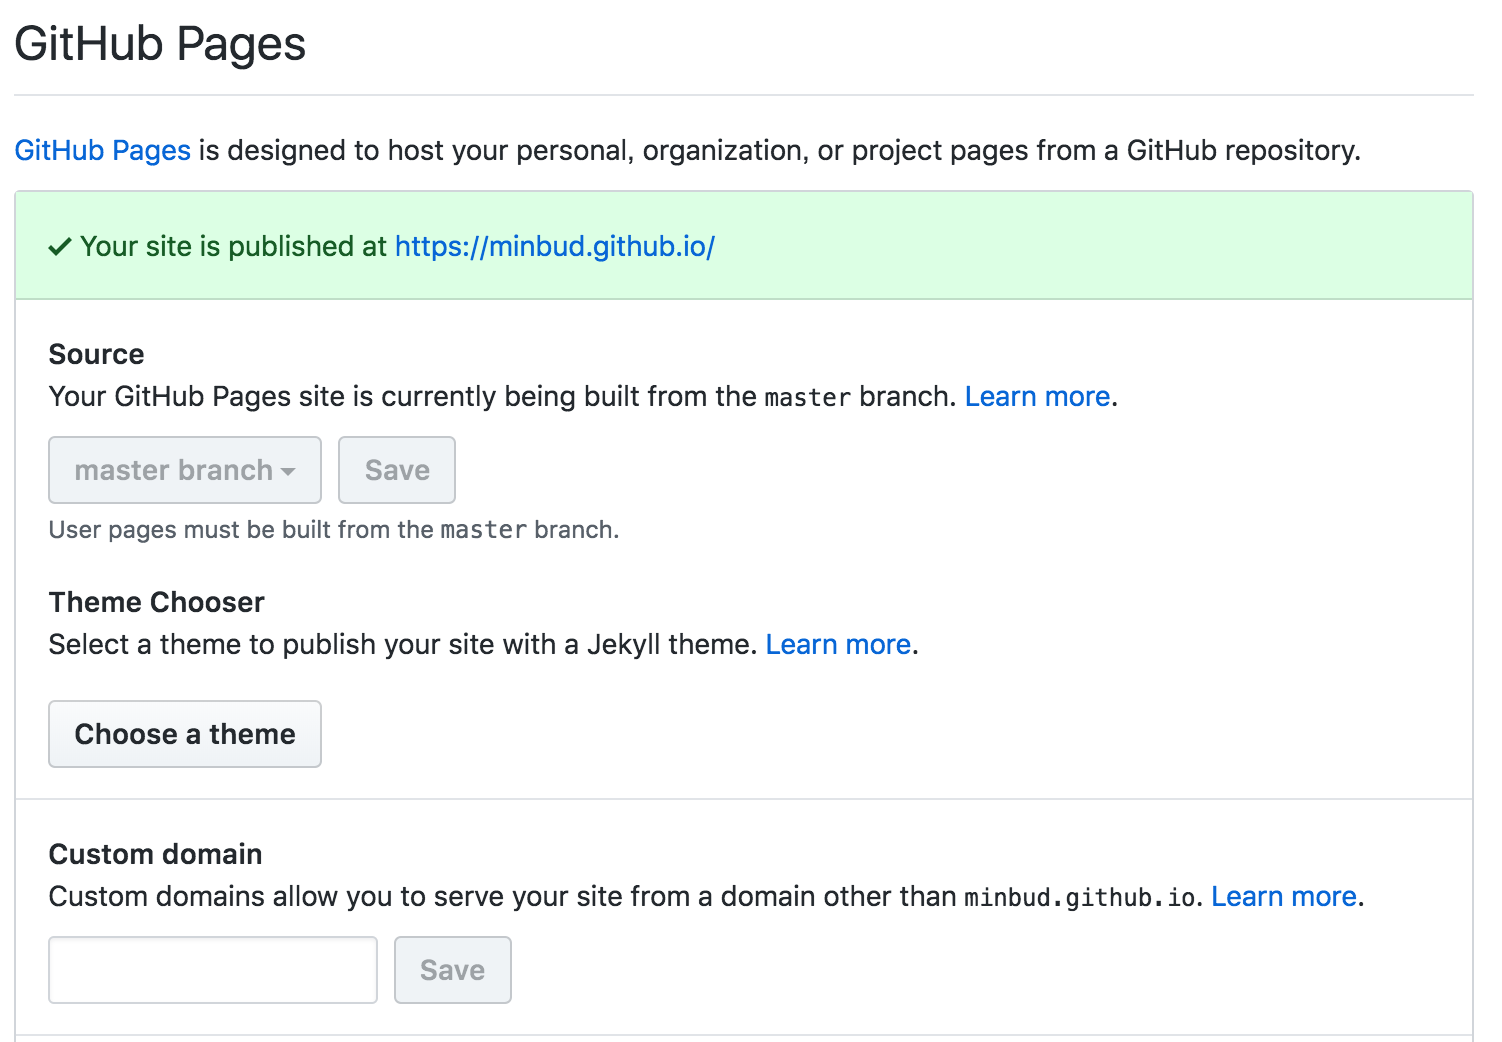 GitHub Pages
GitHub Pages is designed to host your personal, organization, or project pages from a GitHub repository.
Your site is published at https://minbud.github.io/
Source
Your GitHub Pages site is currently being built from the master branch. Learn more.
master branch Save
User pages must be built from the master branch.
Theme Chooser
Select a theme to publish your site with a Jekyll theme. Learn more.
Choose a theme
Custom domain
Custom domains allow you to serve your site from a domain other than minbud.github.io. Learn more.
Save